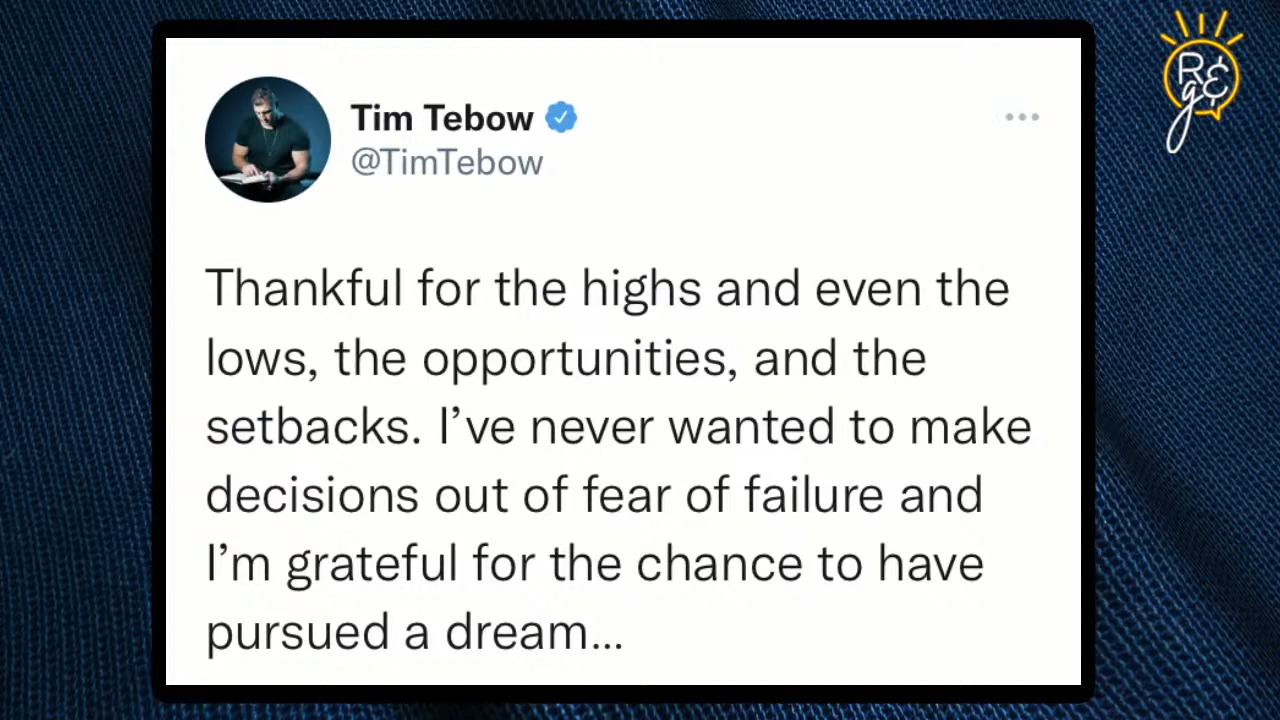 Tim Tebow
@TimTebow
Thankful for the highs and even the
lows, the opportunities, and the
setbacks. I’ve never wanted to make
decisions out of fear of failure and
I’m grateful for the chance to have
pursued a dream...
R&
g